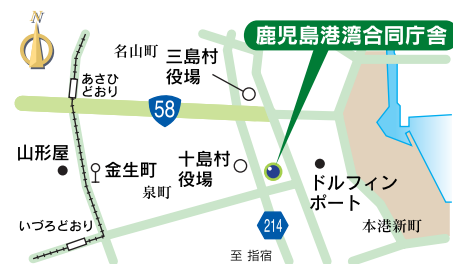 N
鹿児島港湾合同庁舎
名山町
三島村
役場
あさひ
どおり
58
山形屋
金生町
十島村
役場
泉町
ドルフィン
ポート
いづろどおり
214
本港新町
至 指宿